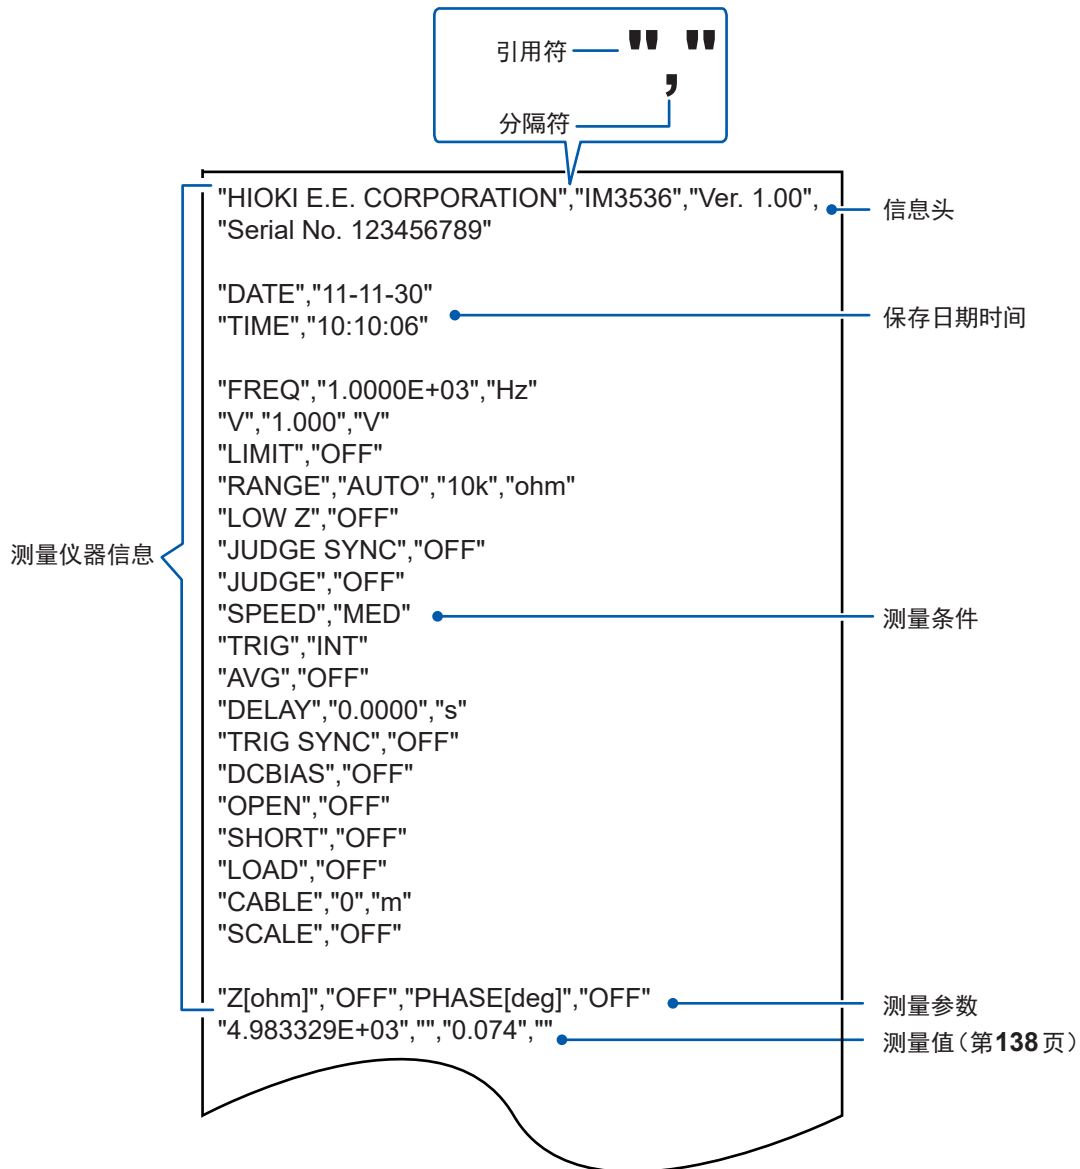 引用符
" "
,
分隔符
"HIOKI E.E. CORPORATION","IM3536","Ver. 1.00",
"Serial No. 123456789"
信息头
"DATE","11-11-30"
"TIME","10:10:06"
保存日期时间
"FREQ","1.0000E+03","Hz"
"V","1.000","V"
"LIMIT","OFF"
"RANGE","AUTO","10k","ohm"
"LOW Z","OFF"
"JUDGE SYNC","OFF"
测量仪器信息
"JUDGE","OFF"
"SPEED","MED"
测量条件
"TRIG","INT"
"AVG","OFF"
"DELAY","0.0000","s"
"TRIG SYNC","OFF"
"DCBIAS","OFF"
"OPEN","OFF"
"SHORT","OFF"
"LOAD","OFF"
"CABLE","0","m"
"SCALE","OFF"
"Z[ohm]","OFF","PHASE[deg]","OFF"
测量参数
"4.983329E+03","","0.074",""
测量值（第138页）